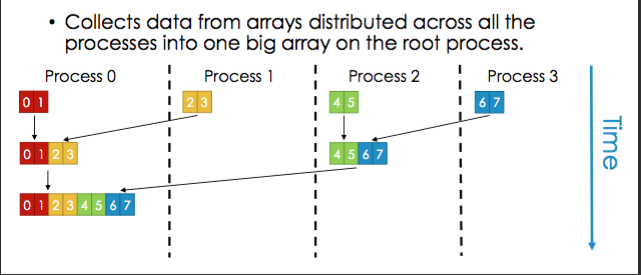 • Collects data from arrays distributed across all the
processes into one big array on the root process.
Process 0 Process 1 Process 2 Process 3
0 1 2 3 4 5 6 7
0 1 2 3 4 5 6 7
0 1 2 3 4 5 6 7
Time